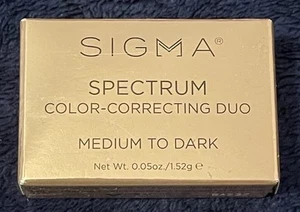 SIGMA®
SPECTRUM
COLOR-CORRECTING DUO
MEDIUM TO DARK
Net Wt. 0.05oz./1.52g ℮